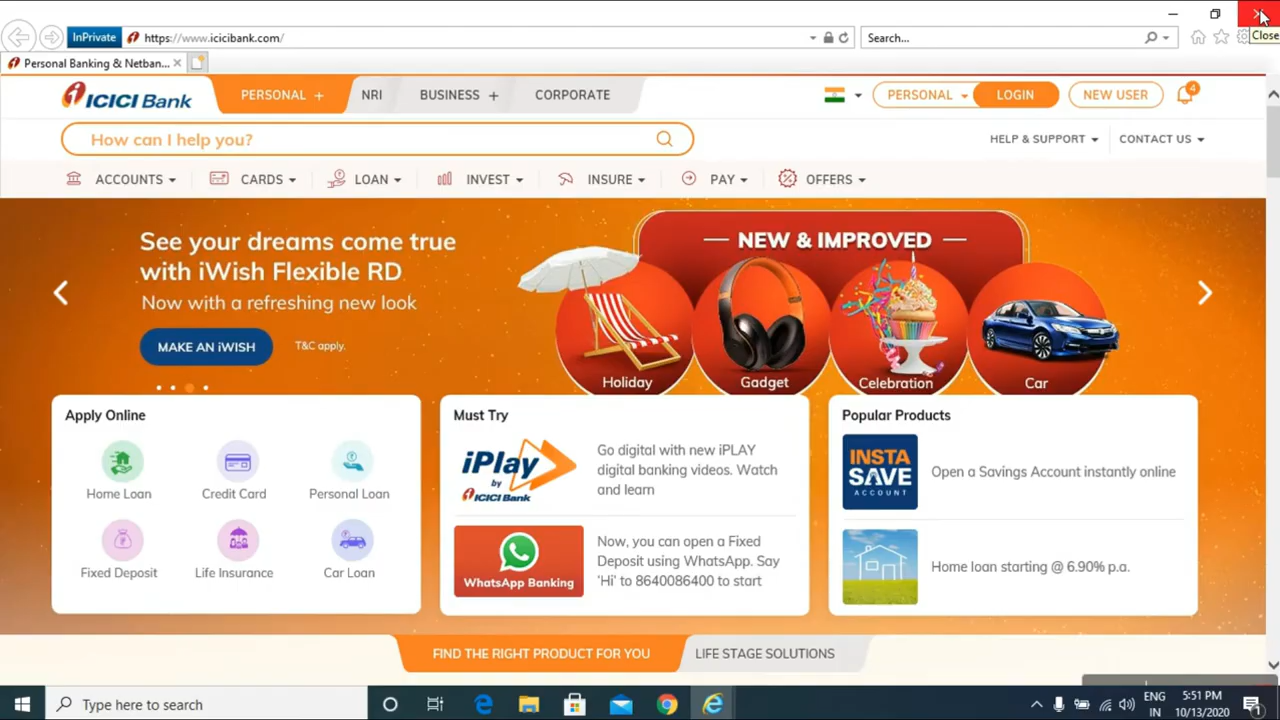 InPrivate
https://www.icicibank.com/
Search...
Close
Personal Banking & Netban...
ICICI Bank
PERSONAL +
NRI
BUSINESS +
CORPORATE
PERSONAL
LOGIN
NEW USER
4
How can I help you?
HELP & SUPPORT
CONTACT US
ACCOUNTS
CARDS
LOAN
INVEST
INSURE
PAY
OFFERS
See your dreams come true
with iWish Flexible RD
Now with a refreshing new look
MAKE AN iWISH
T&C apply.
NEW & IMPROVED
Holiday
Gadget
Celebration
Car
Apply Online
Home Loan
Credit Card
Personal Loan
Fixed Deposit
Life Insurance
Car Loan
Must Try
iPlay
by
ICICI Bank
Go digital with new iPLAY
digital banking videos. Watch
and learn
WhatsApp Banking
Now, you can open a Fixed
Deposit using WhatsApp. Say
'Hi' to 8640086400 to start
Popular Products
INSTA
SAVE
ACCOUNT
Open a Savings Account instantly online
Home loan starting @ 6.90% p.a.
FIND THE RIGHT PRODUCT FOR YOU
LIFE STAGE SOLUTIONS
Type here to search
ENG
IN
5:51 PM
10/13/2020
1